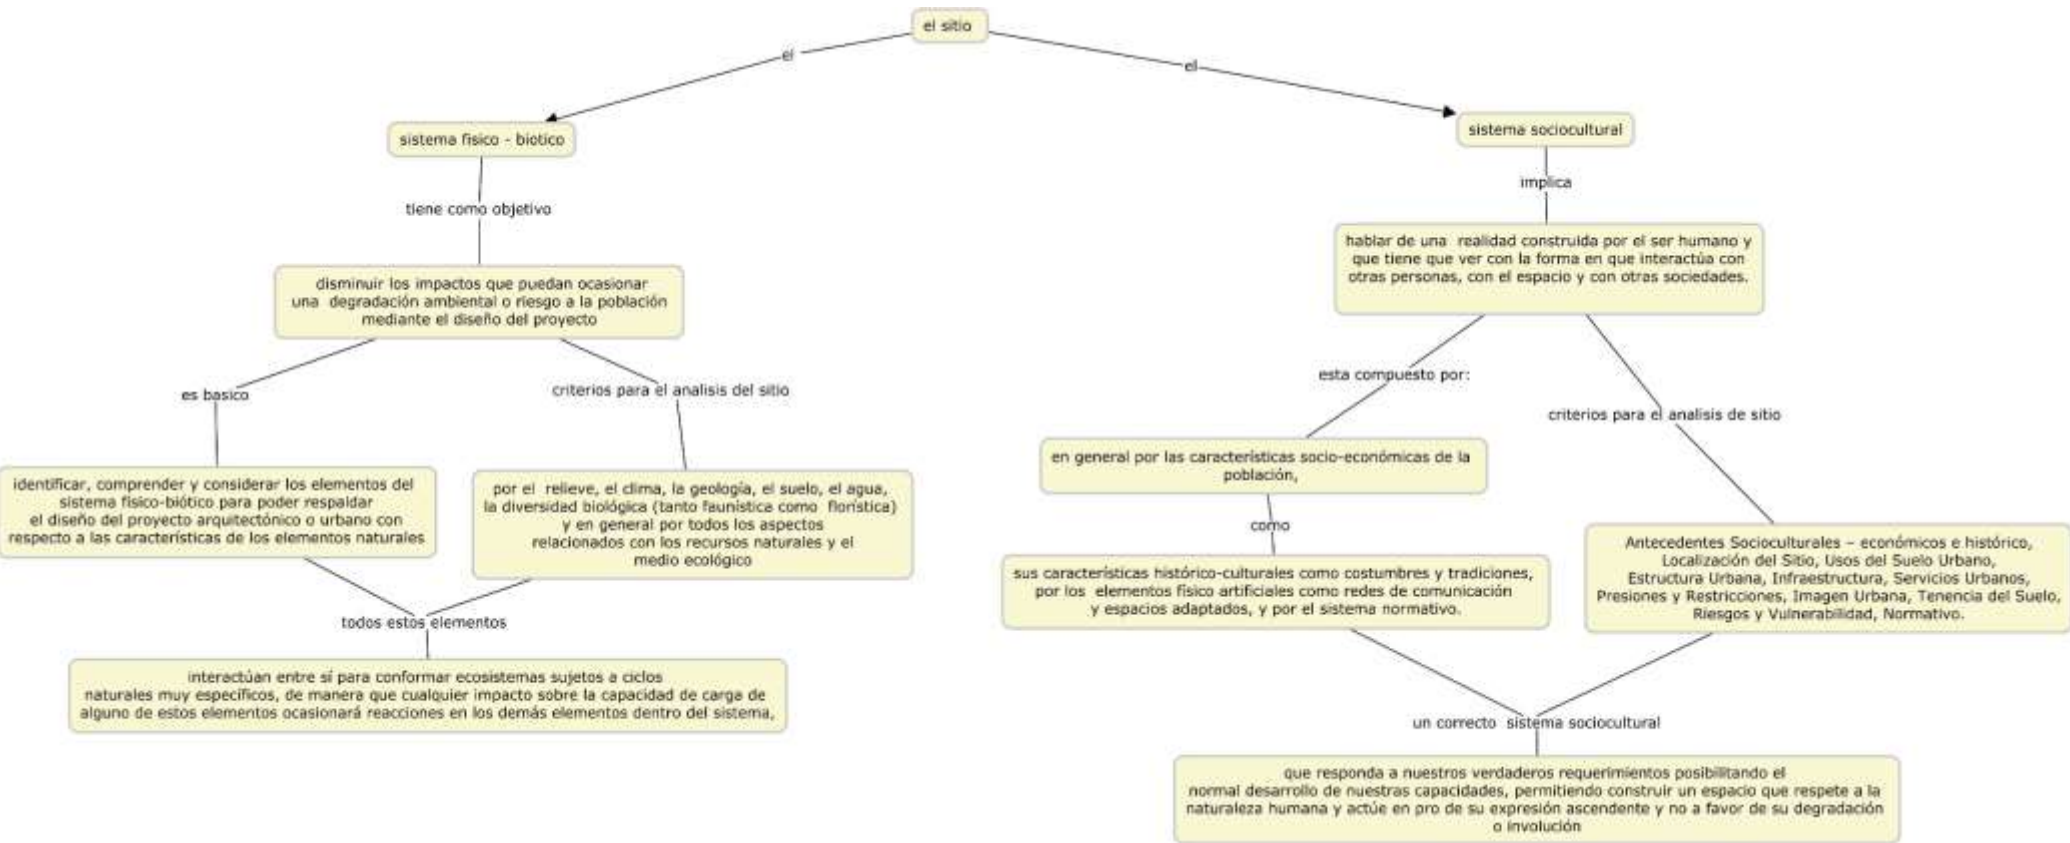 el sitio
el
el
sistema fisico - biotico
sistema sociocultural
tiene como objetivo
implica
disminuir los impactos que puedan ocasionar
una degradación ambiental o riesgo a la población
mediante el diseño del proyecto
hablar de una realidad construida por el ser humano y
que tiene que ver con la forma en que interactúa con
otras personas, con el espacio y con otras sociedades.
es basico
criterios para el analisis del sitio
esta compuesto por:
criterios para el analisis de sitio
identificar, comprender y considerar los elementos del
sistema físico-biótico para poder respaldar
el diseño del proyecto arquitectónico o urbano con
respecto a las características de los elementos naturales
por el relieve, el clima, la geología, el suelo, el agua,
la diversidad biológica (tanto faunística como florística)
y en general por todos los aspectos
relacionados con los recursos naturales y el
medio ecológico
en general por las características socio-económicas de la
población,
como
sus características histórico-culturales como costumbres y tradiciones,
por los elementos físico artificiales como redes de comunicación
y espacios adaptados, y por el sistema normativo.
Antecedentes Socioculturales – económicos e histórico,
Localización del Sitio, Usos del Suelo Urbano,
Estructura Urbana, Infraestructura, Servicios Urbanos,
Presiones y Restricciones, Imagen Urbana, Tenencia del Suelo,
Riesgos y Vulnerabilidad, Normativo.
todos estos elementos
interactúan entre sí para conformar ecosistemas sujetos a ciclos
naturales muy específicos, de manera que cualquier impacto sobre la capacidad de carga de
alguno de estos elementos ocasionará reacciones en los demás elementos dentro del sistema,
un correcto sistema sociocultural
que responda a nuestros verdaderos requerimientos posibilitando el
normal desarrollo de nuestras capacidades, permitiendo construir un espacio que respete a la
naturaleza humana y actúe en pro de su expresión ascendente y no a favor de su degradación
o involución